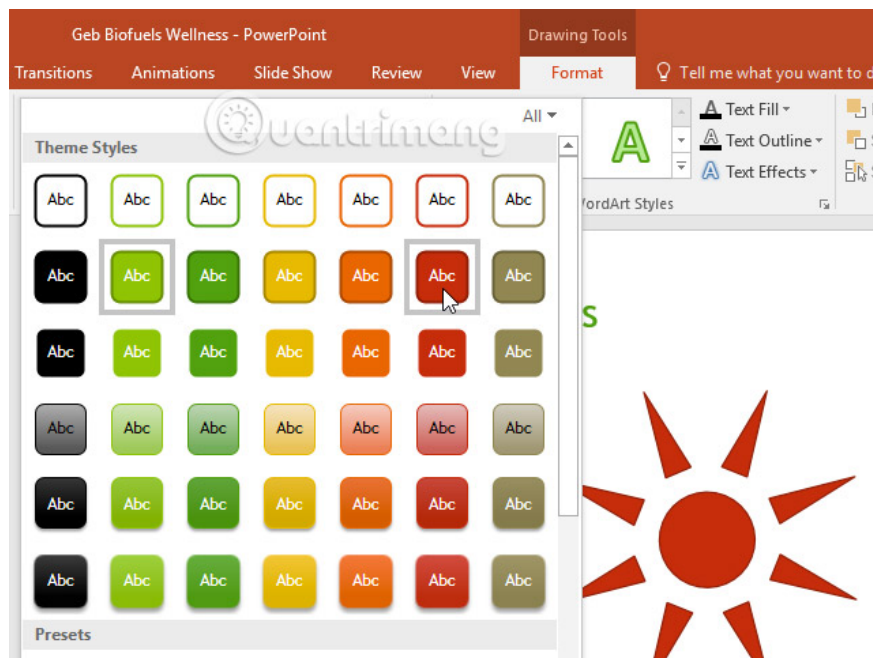 Geb Biofuels Wellness - PowerPoint
Drawing Tools
Transitions Animations Slide Show Review View Format Tell me what you want to d
Quantrimang
All
Theme Styles
Text Fill
A Text Outline
Text Effects
WordArt Styles
Abc Abc Abc Abc Abc Abc Abc
Abc Abc Abc Abc Abc Abc Abc
s
Abc Abc Abc Abc Abc Abc Abc
Abc Abc Abc Abc Abc Abc Abc
Abc Abc Abc Abc Abc Abc Abc
Abc Abc Abc Abc Abc Abc Abc
Presets